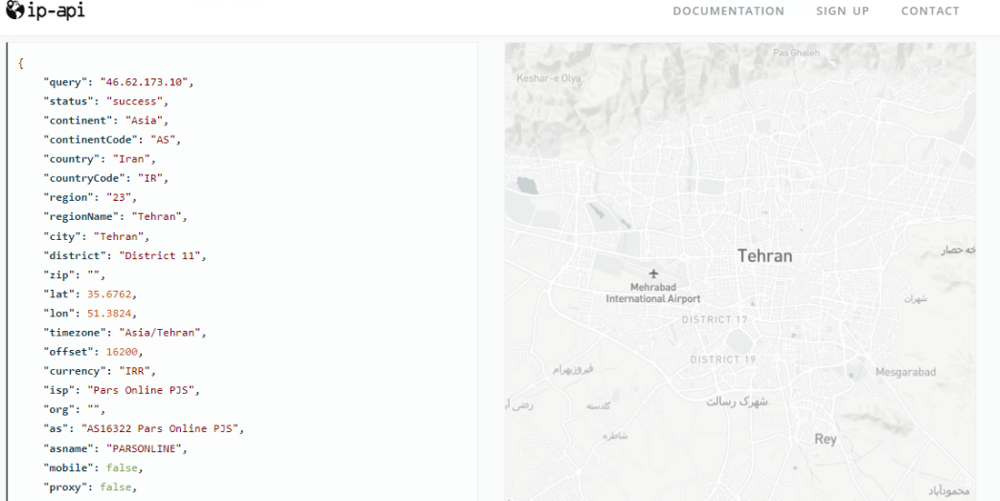 ip-api
DOCUMENTATION SIGN UP CONTACT
{
"query": "46.62.173.10",
"status": "success",
"continent": "Asia",
"continentCode": "AS",
"country": "Iran",
"countryCode": "IR",
"region": "23",
"regionName": "Tehran",
"city": "Tehran",
"district": "District 11",
"zip": "",
"lat": 35.6762,
"lon": 51.3824,
"timezone": "Asia/Tehran",
"offset": 16200,
"currency": "IRR",
"isp": "Pars Online PJS",
"org": "",
"as": "AS16322 Pars Online PJS",
"asname": "PARSONLINE",
"mobile": false,
"proxy": false,
Pas Ghaleh
Keshar-e Olya
Tehran
خه حصار
Mehrabad
International Airport
شهران
DISTRICT 17
DISTRICT 19
فیروزبهرام
Mesgarabad
رضی آ
گلدسته
شهرک رسالت
شاطره
Rey
محمودآباد